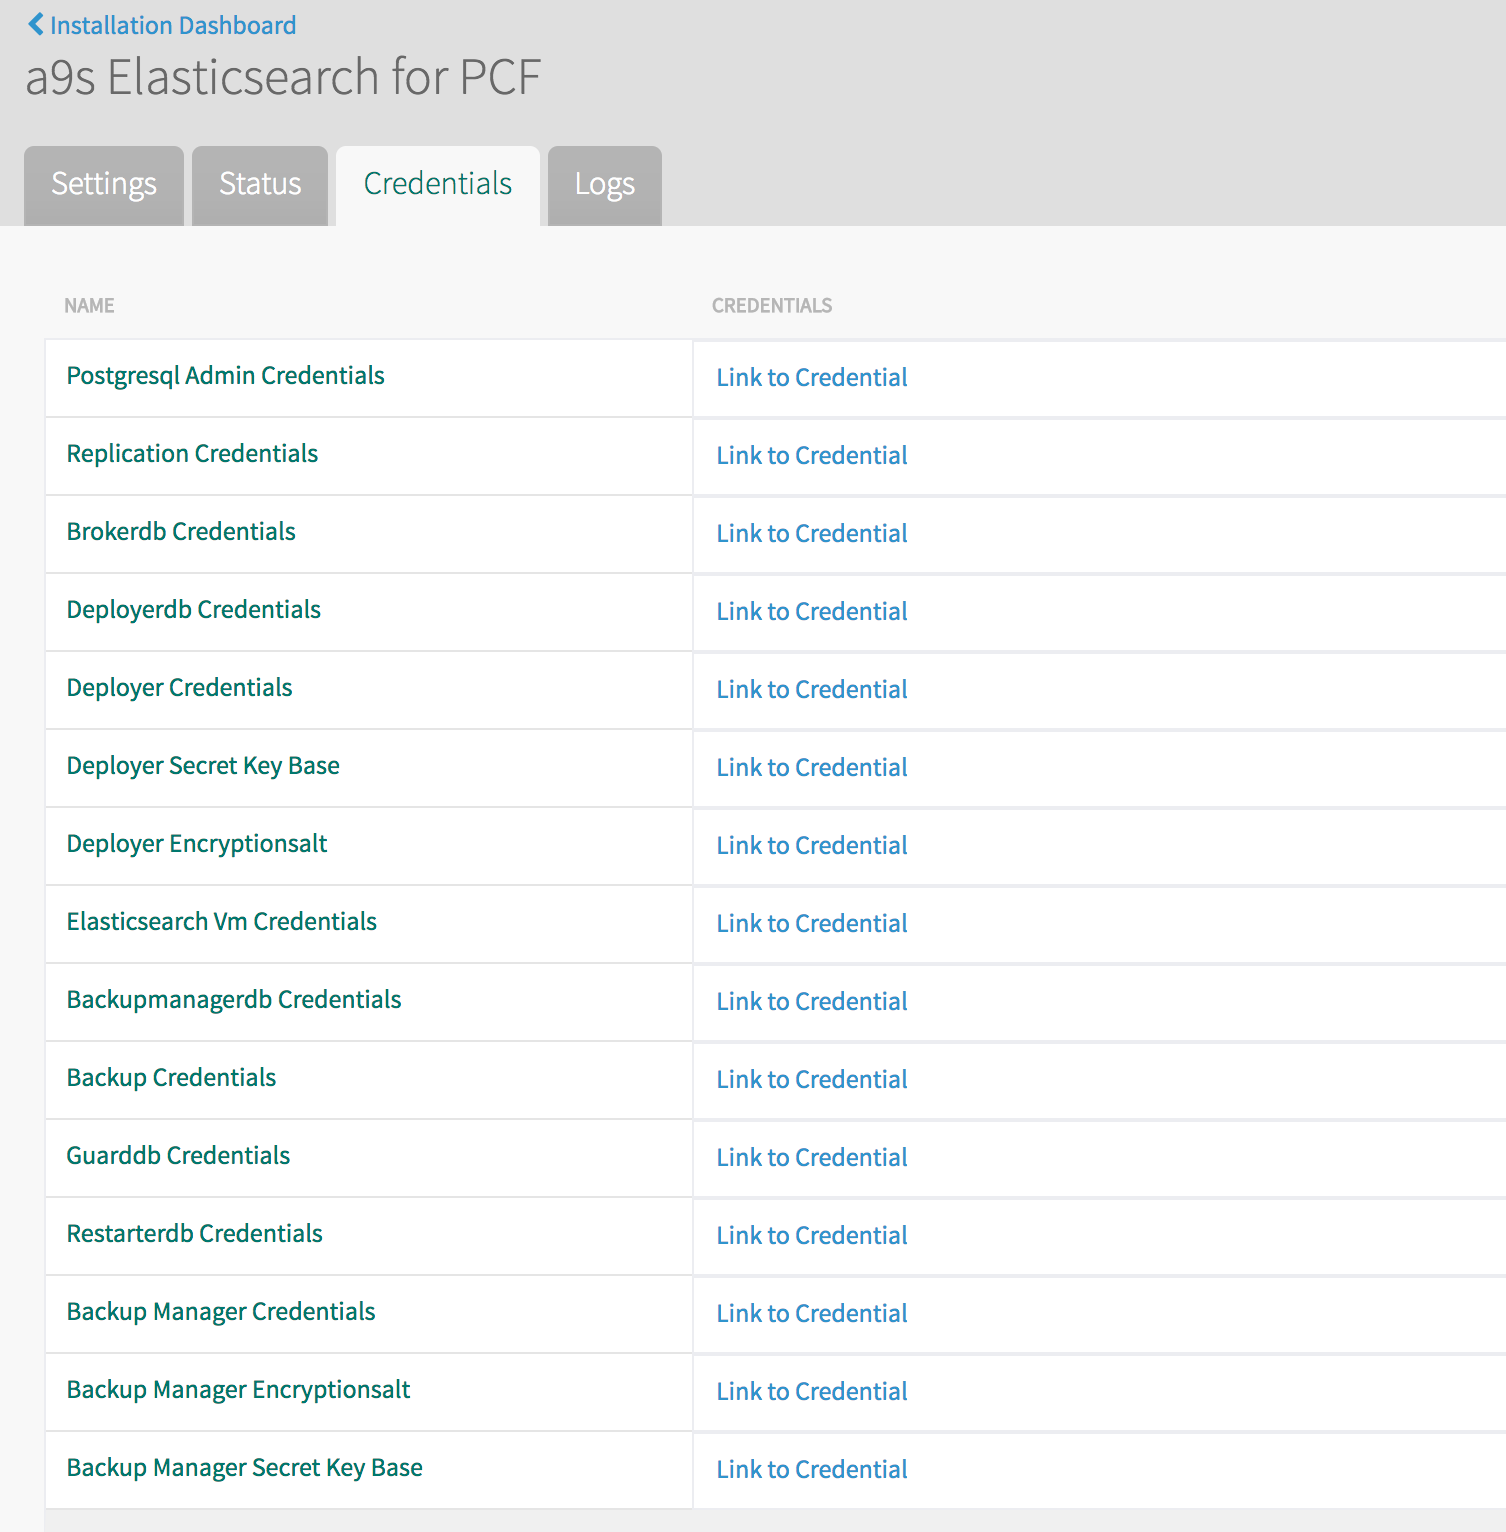 Installation Dashboard
a9s Elasticsearch for PCF
Settings Status Credentials Logs
NAME CREDENTIALS
Postgresql Admin Credentials Link to Credential
Replication Credentials Link to Credential
Brokerdb Credentials Link to Credential
Deployerdb Credentials Link to Credential
Deployer Credentials Link to Credential
Deployer Secret Key Base Link to Credential
Deployer Encryptionsalt Link to Credential
Elasticsearch Vm Credentials Link to Credential
Backupmanagerdb Credentials Link to Credential
Backup Credentials Link to Credential
Guarddb Credentials Link to Credential
Restarterdb Credentials Link to Credential
Backup Manager Credentials Link to Credential
Backup Manager Encryptionsalt Link to Credential
Backup Manager Secret Key Base Link to Credential